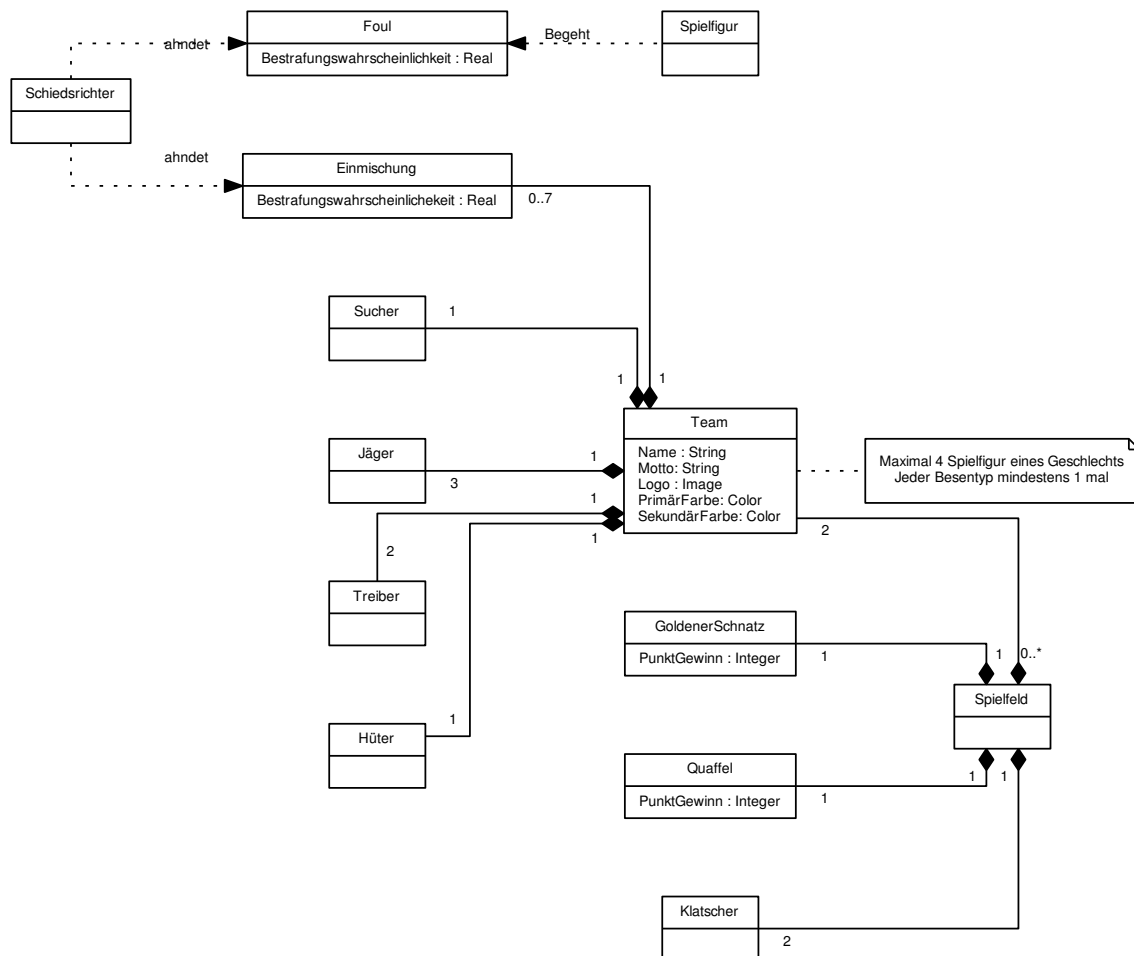 Foul
Bestrafungswahrscheinlichkeit : Real
Begeht
Spielfigur
ahndet
Schiedsrichter
ahndet
Einmischung
Bestrafungswahrscheinlichekeit : Real
0..7
Sucher
1
1
1
Team
Name : String
Motto: String
Logo : Image
PrimärFarbe: Color
SekundärFarbe: Color
Maximal 4 Spielfigur eines Geschlechts
Jeder Besentyp mindestens 1 mal
Jäger
1
3
1
1
2
2
Treiber
GoldenerSchnatz
PunktGewinn : Integer
1
1
0..*
Spielfeld
1
Hüter
Quaffel
PunktGewinn : Integer
1
1
1
Klatscher
2